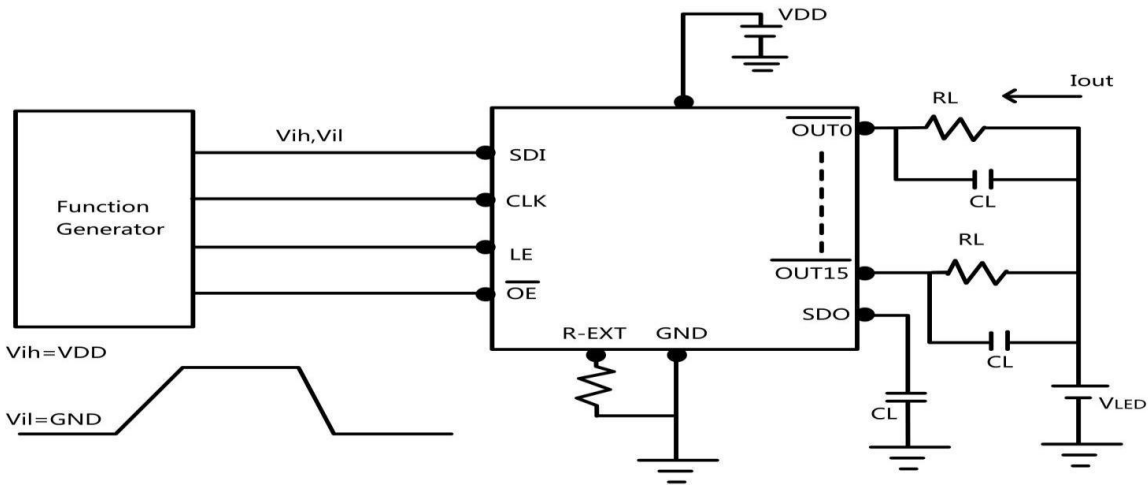 VDD
Iout
RL
OUT0
Vih,Vil
SDI
CL
CLK
Function
Generator
RL
LE
OUT15
OE
SDO
R-EXT
GND
Vih=VDD
CL
VLED
CL
Vil=GND